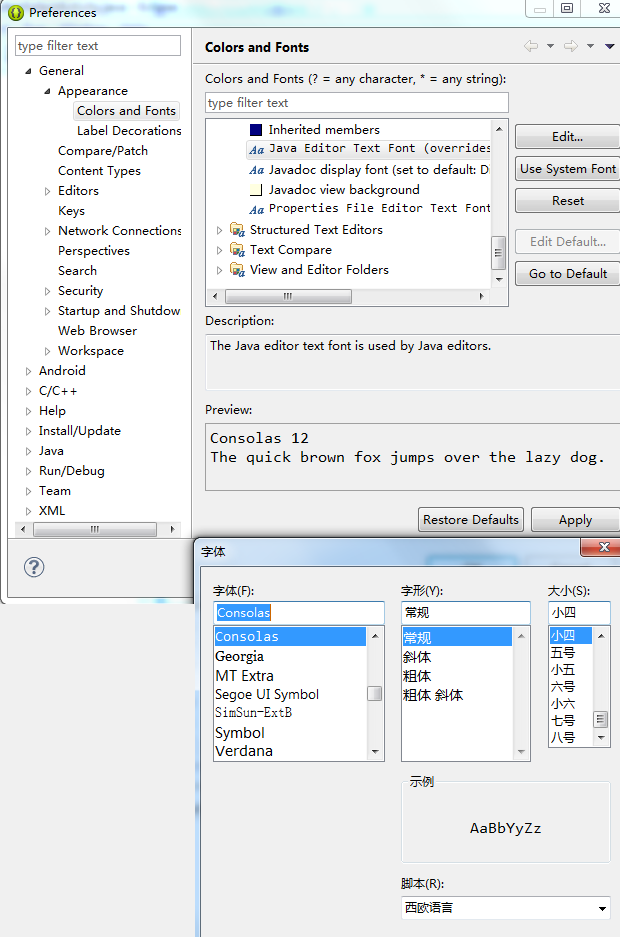 Preferences
type filter text
General
Appearance
Colors and Fonts
Label Decorations
Compare/Patch
Content Types
Editors
Keys
Network Connections
Perspectives
Search
Security
Startup and Shutdow
Web Browser
Workspace
Android
C/C++
Help
Install/Update
Java
Run/Debug
Team
XML
Colors and Fonts
Colors and Fonts (? = any character, * = any string):
type filter text
Inherited members
Aa Java Editor Text Font (overrides
Aa Javadoc display font (set to default: D
Javadoc view background
Aa Properties File Editor Text Font
Structured Text Editors
Text Compare
View and Editor Folders
Edit...
Use System Font
Reset
Edit Default...
Go to Default
Description:
The Java editor text font is used by Java editors.
Preview:
Consolas 12
The quick brown fox jumps over the lazy dog.
Restore Defaults
Apply
字体
字体(F):
Consolas
Consolas
Georgia
MT Extra
Segoe UI Symbol
SimSun-ExtB
Symbol
Verdana
字形(Y):
常规
常规
斜体
粗体
粗体 斜体
大小(S):
小四
小四
五号
小五
六号
小六
七号
八号
示例
AaBbYyZz
脚本(R):
西欧语言